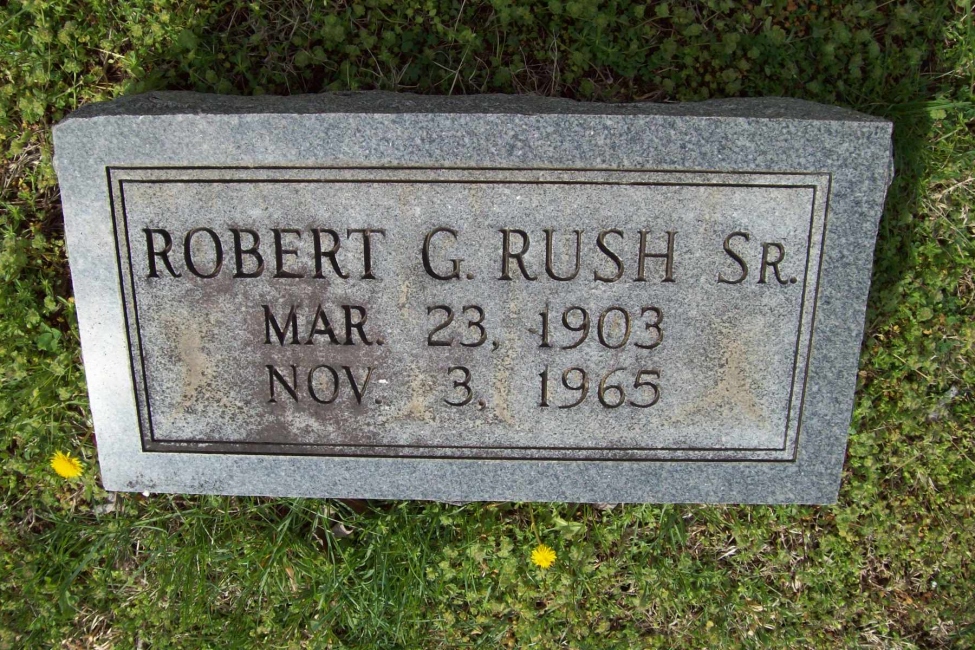 ROBERT G. RUSH SR.
MAR. 23, 1903
NOV. 3, 1965